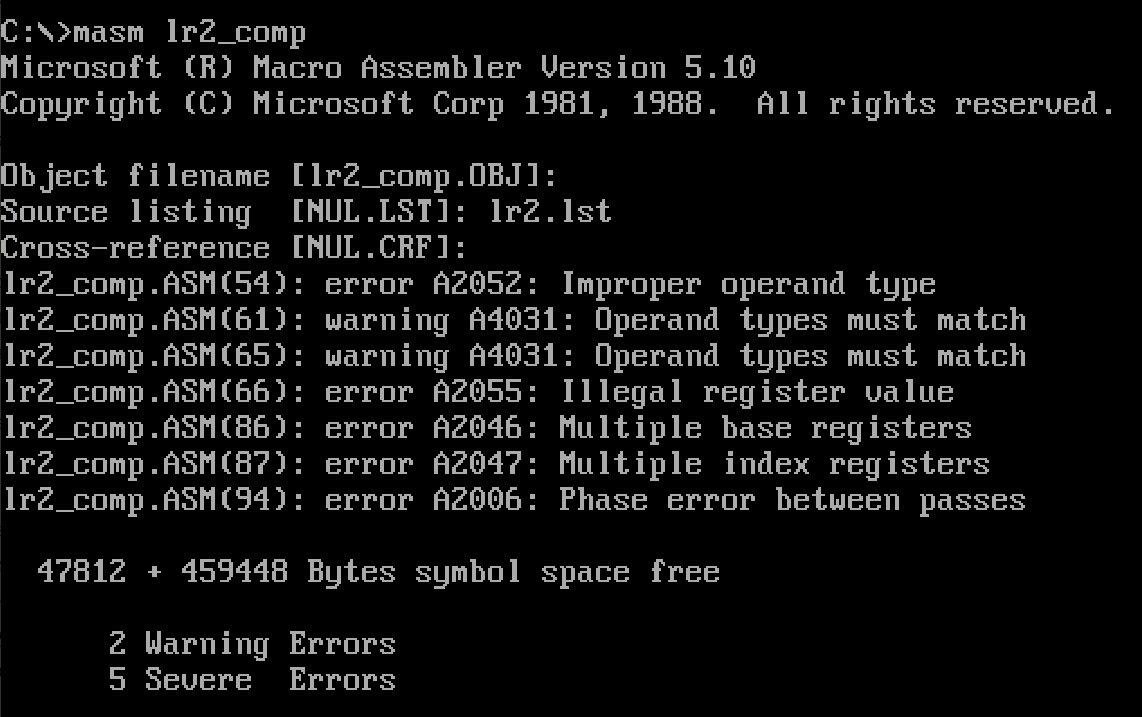 C:\>masm lr2_comp
Microsoft (R) Macro Assembler Version 5.10
Copyright (C) Microsoft Corp 1981, 1988.  All rights reserved.
Object filename [lr2_comp.OBJ]:
Source listing  [NUL.LST]: lr2.lst
Cross-reference [NUL.CRF]:
lr2_comp.ASM(54): error A2052: Improper operand type
lr2_comp.ASM(61): warning A4031: Operand types must match
lr2_comp.ASM(65): warning A4031: Operand types must match
lr2_comp.ASM(66): error A2055: Illegal register value
lr2_comp.ASM(86): error A2046: Multiple base registers
lr2_comp.ASM(87): error A2047: Multiple index registers
lr2_comp.ASM(94): error A2006: Phase error between passes
47812 + 459448 Bytes symbol space free
2 Warning Errors
5 Severe  Errors